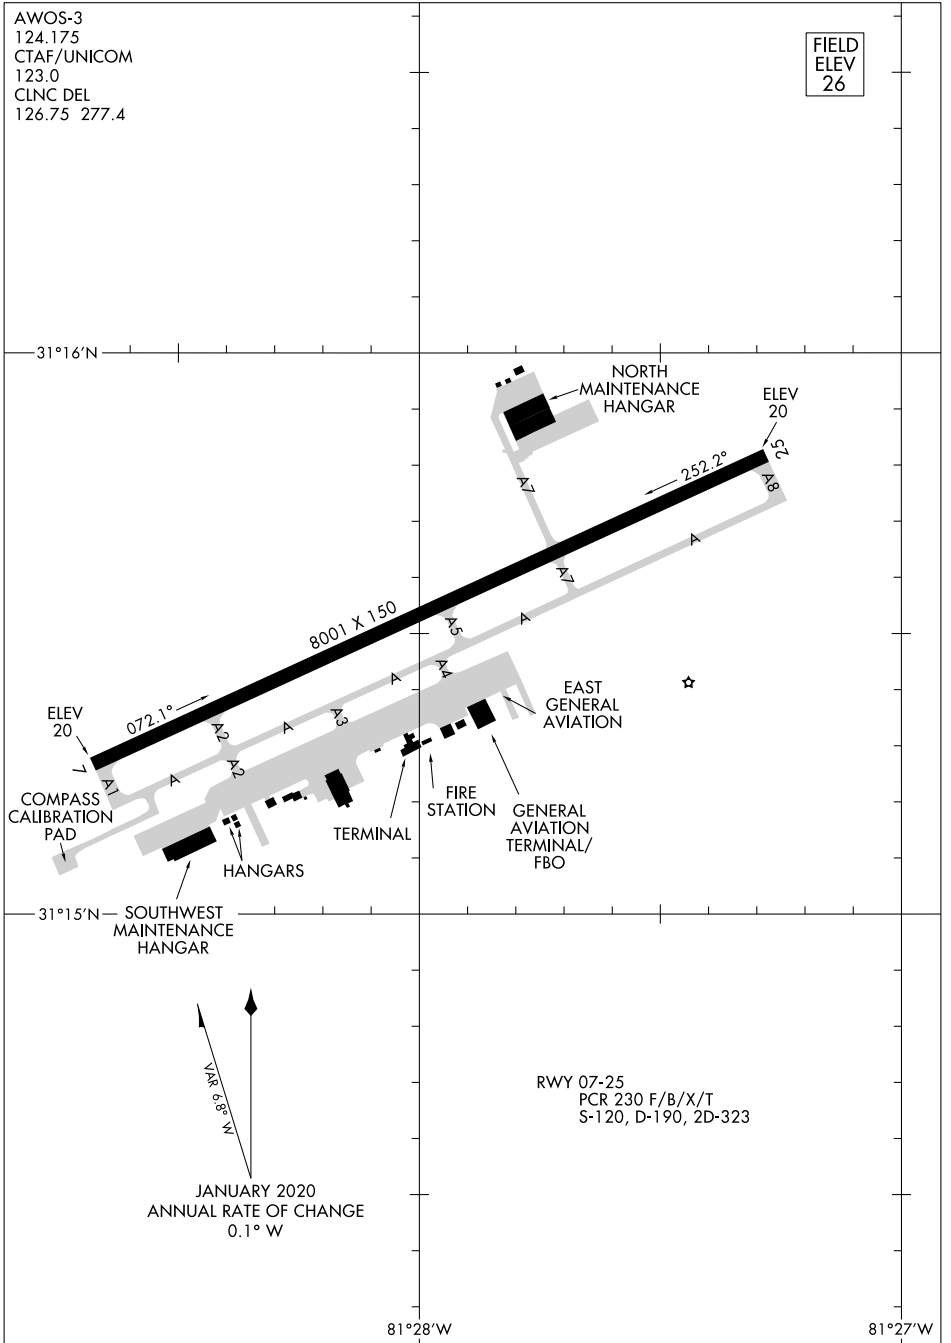 AWOS-3
124.175
CTAF/UNICOM
123.0
CLNC DEL
126.75 277.4
FIELD
ELEV
26
31°16'N
NORTH
MAINTENANCE
HANGAR
ELEV
20
25
252.2°
A8
A7
A
A7
8001 X 150
A5
A
A4
A
EAST
GENERAL
AVIATION
072.1°
ELEV
20
A3
A
A2
A2
7
A1
A
COMPASS
CALIBRATION
PAD
FIRE
STATION
TERMINAL
GENERAL
AVIATION
TERMINAL/
FBO
HANGARS
31°15'N
SOUTHWEST
MAINTENANCE
HANGAR
VAR 6.8° W
RWY 07-25
PCR 230 F/B/X/T
S-120, D-190, 2D-323
JANUARY 2020
ANNUAL RATE OF CHANGE
0.1° W
81°28'W
81°27'W